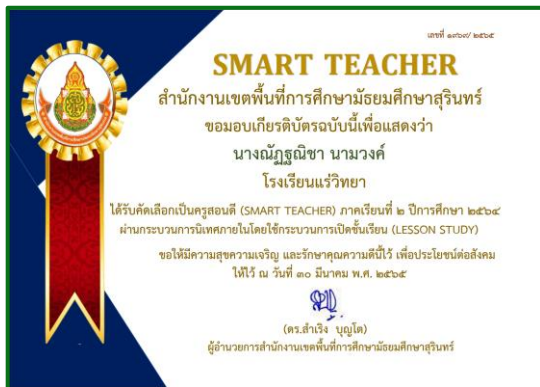 เลขที่ ๑๙๖๙/ ๒๕๖๕
SMART TEACHER
สำนักงานเขตพื้นที่การศึกษามัธยมศึกษาสุรินทร์
ขอมอบเกียรติบัตรฉบับนี้เพื่อแสดงว่า
นางณัฏฐณิชา นามวงค์
โรงเรียนแร่วิทยา
ได้รับคัดเลือกเป็นครูสอนดี (SMART TEACHER) ภาคเรียนที่ ๒ ปีการศึกษา ๒๕๖๔
ผ่านกระบวนการนิเทศภายในโดยใช้กระบวนการเปิดชั้นเรียน (LESSON STUDY)
ขอให้มีความสุขความเจริญ และรักษาคุณความดีนี้ไว้ เพื่อประโยชน์ต่อสังคม
ให้ไว้ ณ วันที่ ๓๐ มีนาคม พ.ศ. ๒๕๖๕
(ดร.สำเริง บุญโต)
ผู้อำนวยการสำนักงานเขตพื้นที่การศึกษามัธยมศึกษาสุรินทร์